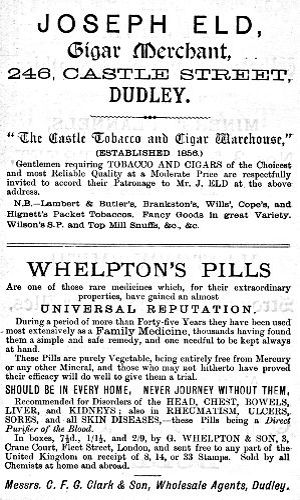 JOSEPH ELD,
Cigar Merchant,
246, CASTLE STREET,
DUDLEY.
"The Castle Tobacco and Cigar Warehouse,"
(ESTABLISHED 1856.)
Gentlemen requiring TOBACCO AND CIGARS of the Choicest
and most Reliable Quality at a Moderate Price are respectfully
invited to accord their Patronage to Mr. J. ELD at the above
address.
N.B.—Lambert & Butler's, Brankston's, Wills', Cope's, and
Hignett's Packet Tobaccos. Fancy Goods in great Variety.
Wilson's S.P. and Top Mill Snuffs, &c., &c.
WHELPTON'S PILLS
Are one of those rare medicines which, for their extraordinary
properties, have gained an almost
UNIVERSAL REPUTATION.
During a period of more than Forty-five Years they have been used
most extensively as a Family Medicine, thousands having found
them a simple and safe remedy, and one needful to be kept always
at hand.
These Pills are purely Vegetable, being entirely free from Mercury
or any other Mineral, and those who may not hitherto have proved
their efficacy will do well to give them a trial.
SHOULD BE IN EVERY HOME, NEVER JOURNEY WITHOUT THEM,
Recommended for Disorders of the HEAD, CHEST, BOWELS,
LIVER, and KIDNEYS; also in RHEUMATISM, ULCERS,
SORES, and all SKIN DISEASES,—these Pills being a Direct
Purifier of the Blood.
In boxes, 7½d., 1/1½, and 2/9, by G. WHELPTON & SON, 3,
Crane Court, Fleet Street, London, and sent free to any part of the
United Kingdom on receipt of 8, 14, or 33 Stamps. Sold by all
Chemists at home and abroad.
Messrs. C. F. G. Clark & Son, Wholesale Agents, Dudley.